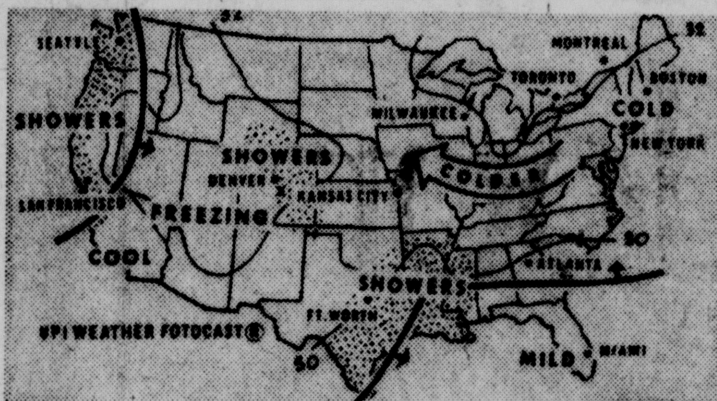 32
32
SEATTLE
MONTREAL
TORONTO
BOSTON
MILWAUKEE
COLD
SHOWERS
NEW YORK
SHOWERS
COLDER
DENVER
KANSAS CITY
SAN FRANCISCO
FREEZING
50
COOL
ATLANTA
SHOWERS
FT. WORTH
UPI WEATHER FOTOCAST®
50
MILD
MIAMI